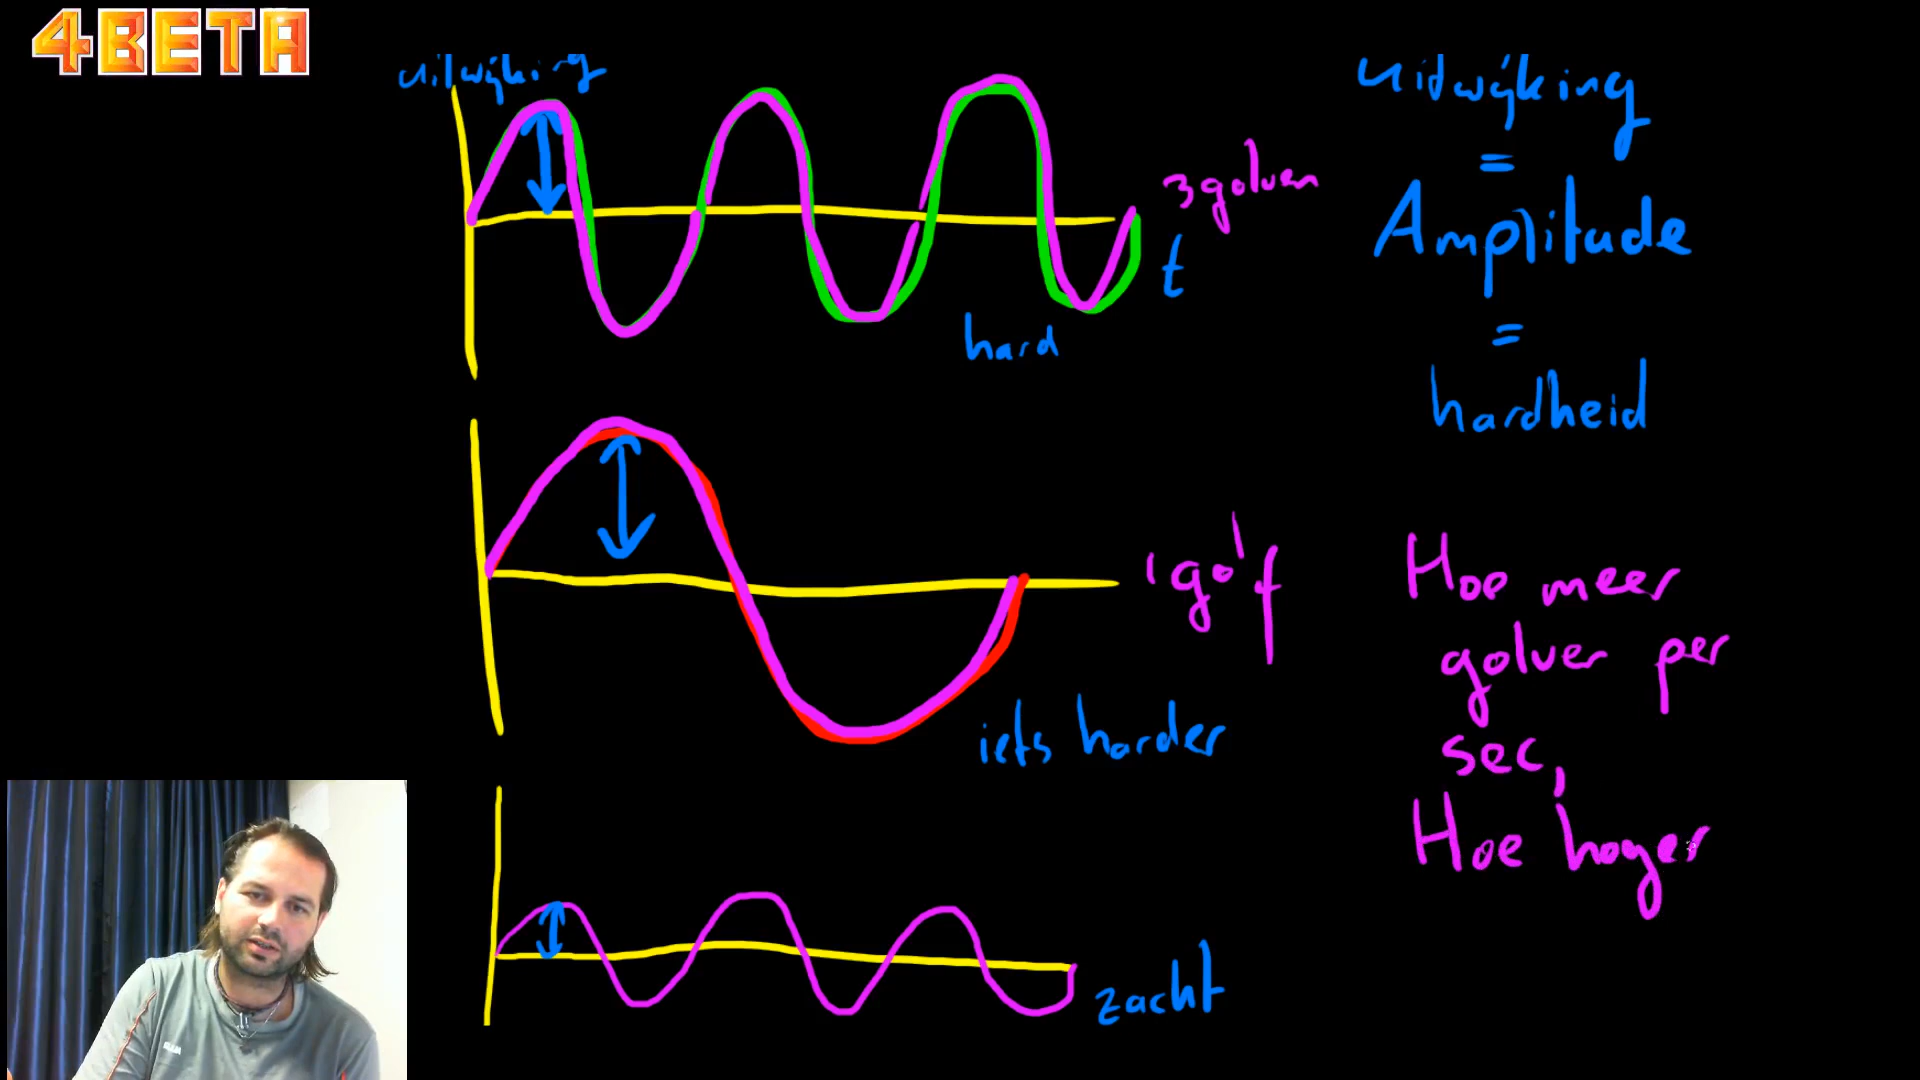 4BETA
uitwijking
3 golven
t
hard
1 golf
iets harder
zacht
uitwijking
=
Amplitude
=
hardheid
Hoe meer
golven per
sec,
Hoe hoger